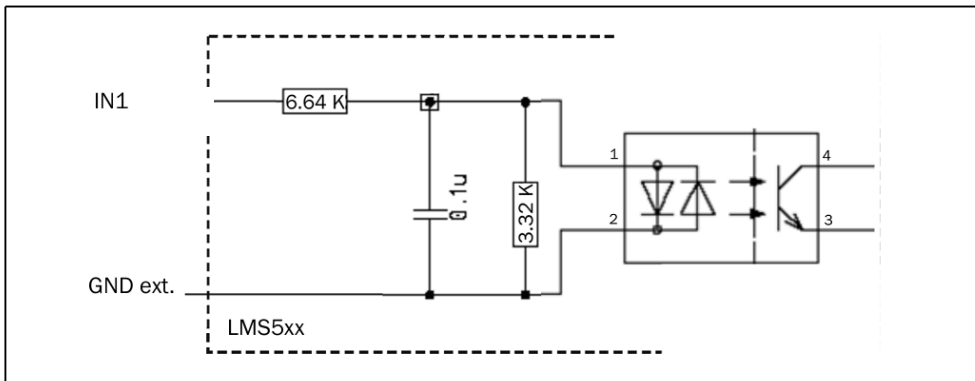 IN1
6.64 K
0.1u
3.32 K
1
2
4
3
GND ext.
LMS5xx